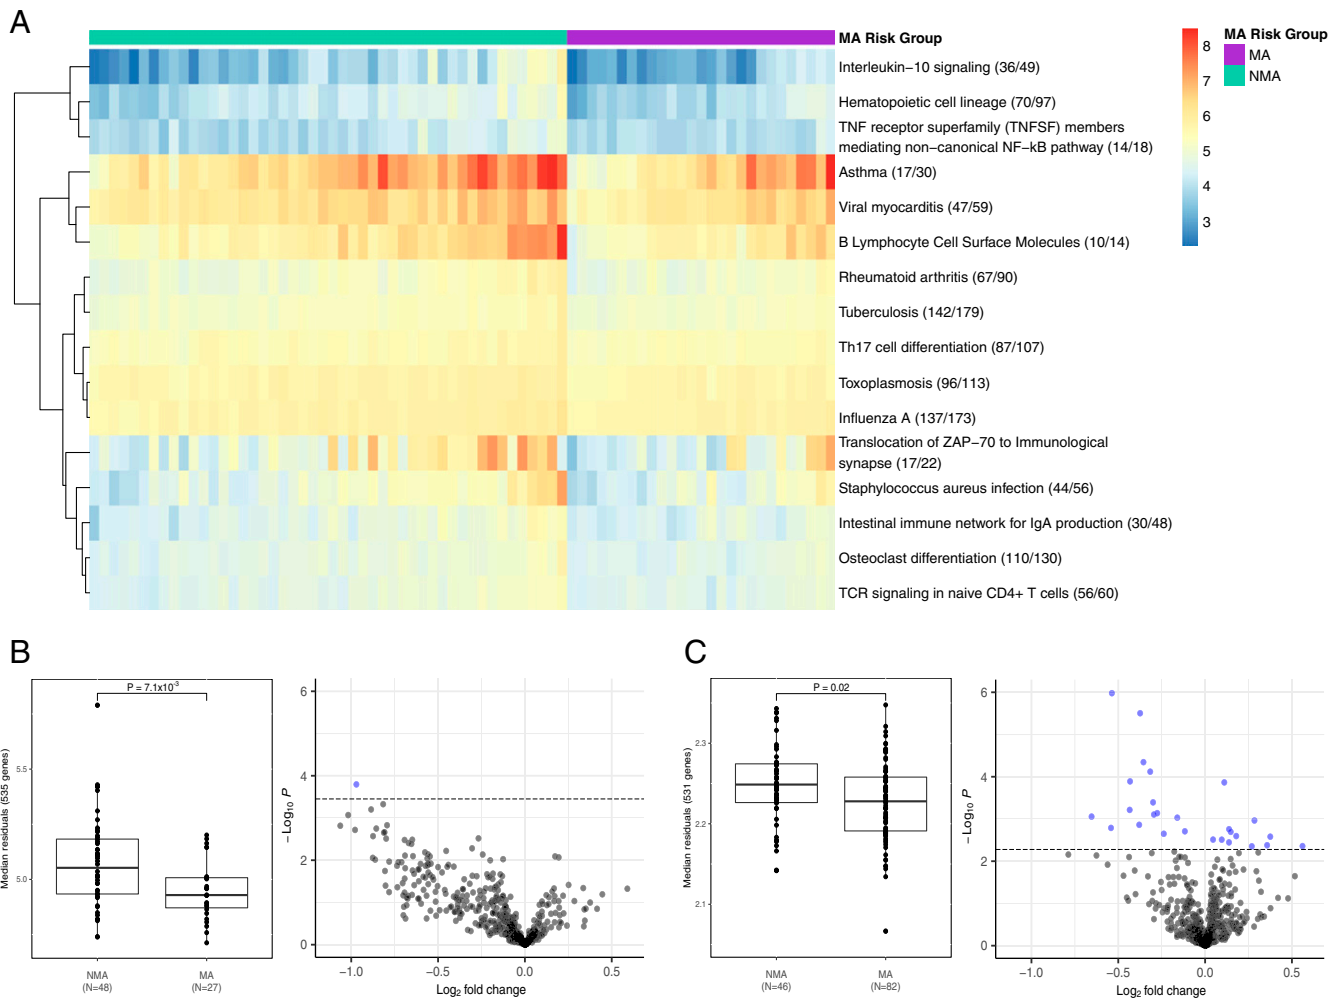 A
MA Risk Group
Interleukin−10 signaling (36/49)
Hematopoietic cell lineage (70/97)
TNF receptor superfamily (TNFSF) members
mediating non−canonical NF−kB pathway (14/18)
Asthma (17/30)
Viral myocarditis (47/59)
B Lymphocyte Cell Surface Molecules (10/14)
Rheumatoid arthritis (67/90)
Tuberculosis (142/179)
Th17 cell differentiation (87/107)
Toxoplasmosis (96/113)
Influenza A (137/173)
Translocation of ZAP−70 to Immunological
synapse (17/22)
Staphylococcus aureus infection (44/56)
Intestinal immune network for IgA production (30/48)
Osteoclast differentiation (110/130)
TCR signaling in naive CD4+ T cells (56/60)
8
7
6
5
4
3
MA Risk Group
MA
NMA
B
P = 7.1x10⁻³
Median residuals (535 genes)
5.5
5.0
NMA
(N=48)
MA
(N=27)
− Log₁₀ P
6
4
2
0
−1.0
−0.5
0.0
0.5
Log₂ fold change
C
P = 0.02
Median residuals (531 genes)
2.3
2.2
2.1
NMA
(N=46)
MA
(N=82)
− Log₁₀ P
6
4
2
0
−1.0
−0.5
0.0
0.5
Log₂ fold change